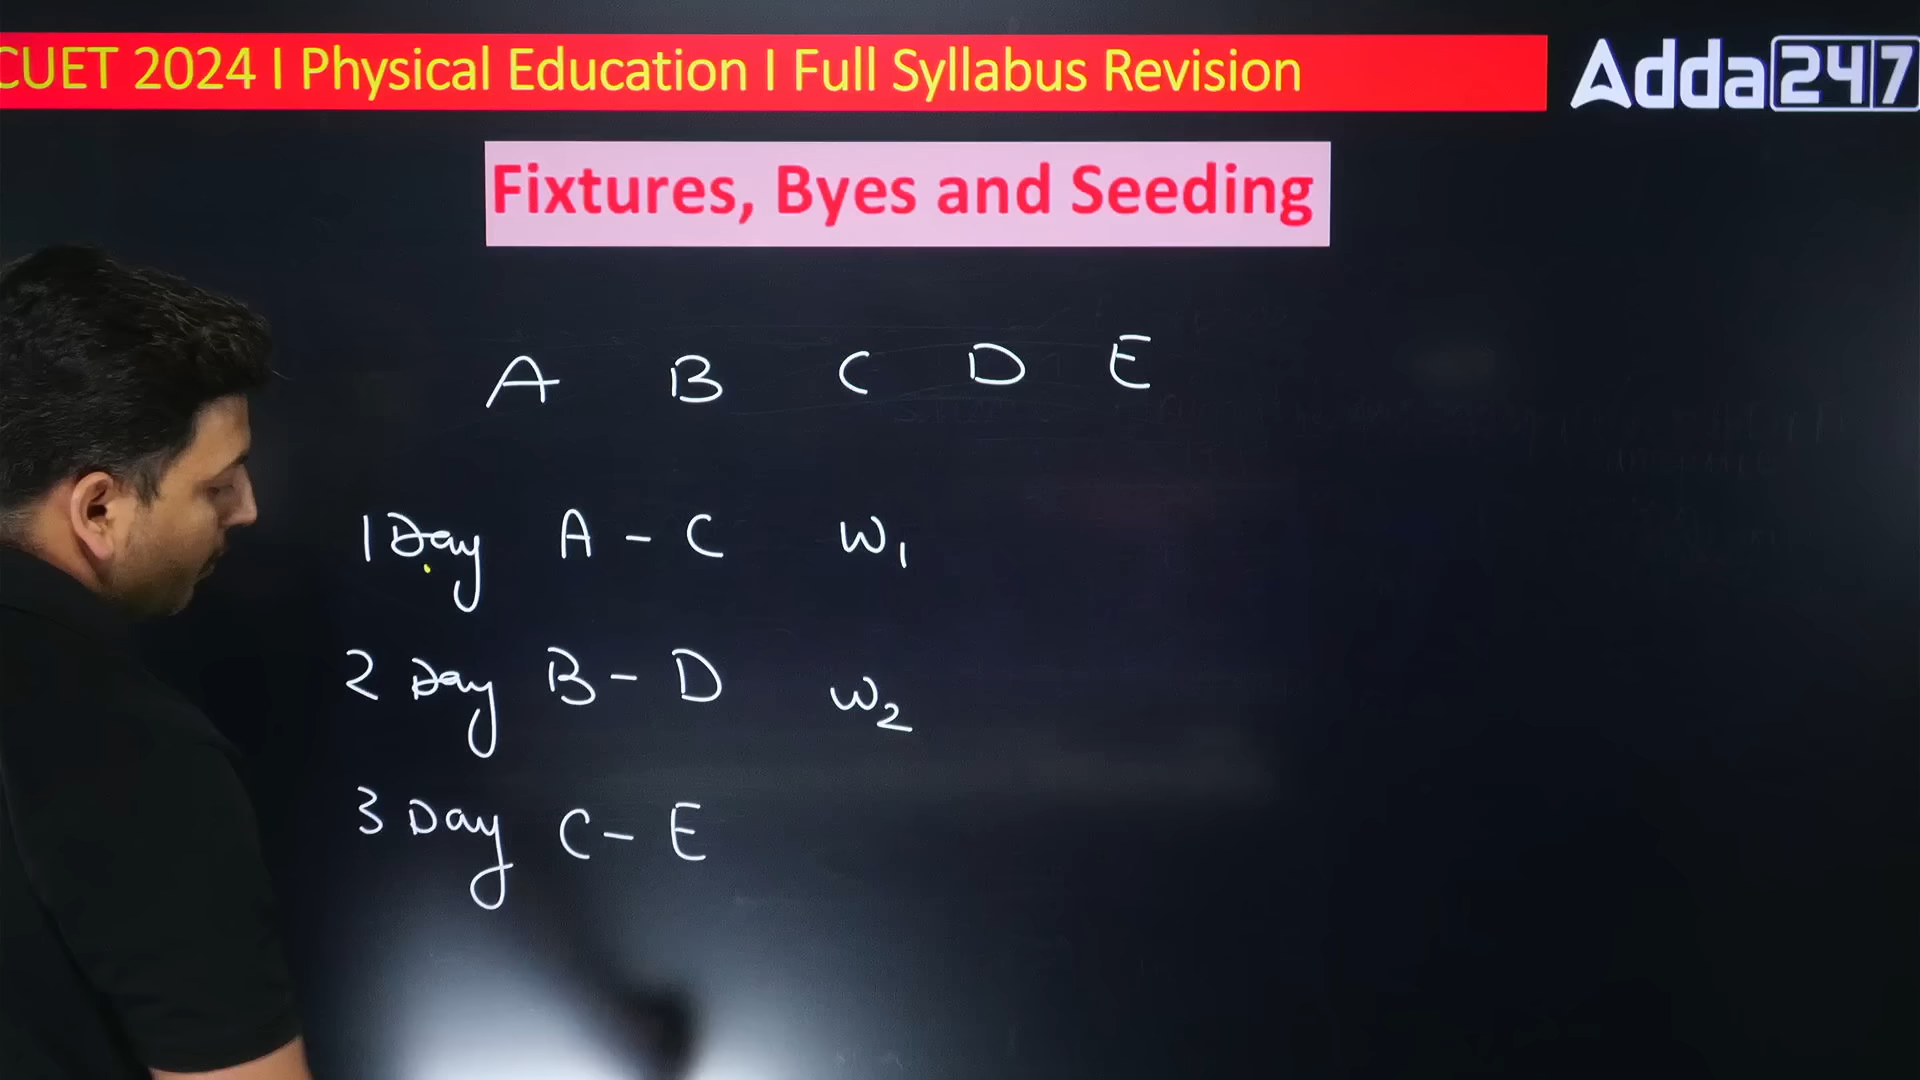 CUET 2024 I Physical Education I Full Syllabus Revision
Adda247
Fixtures, Byes and Seeding
A B C D E
1 Day A - C W1
2 Day B - D W2
3 Day C - E